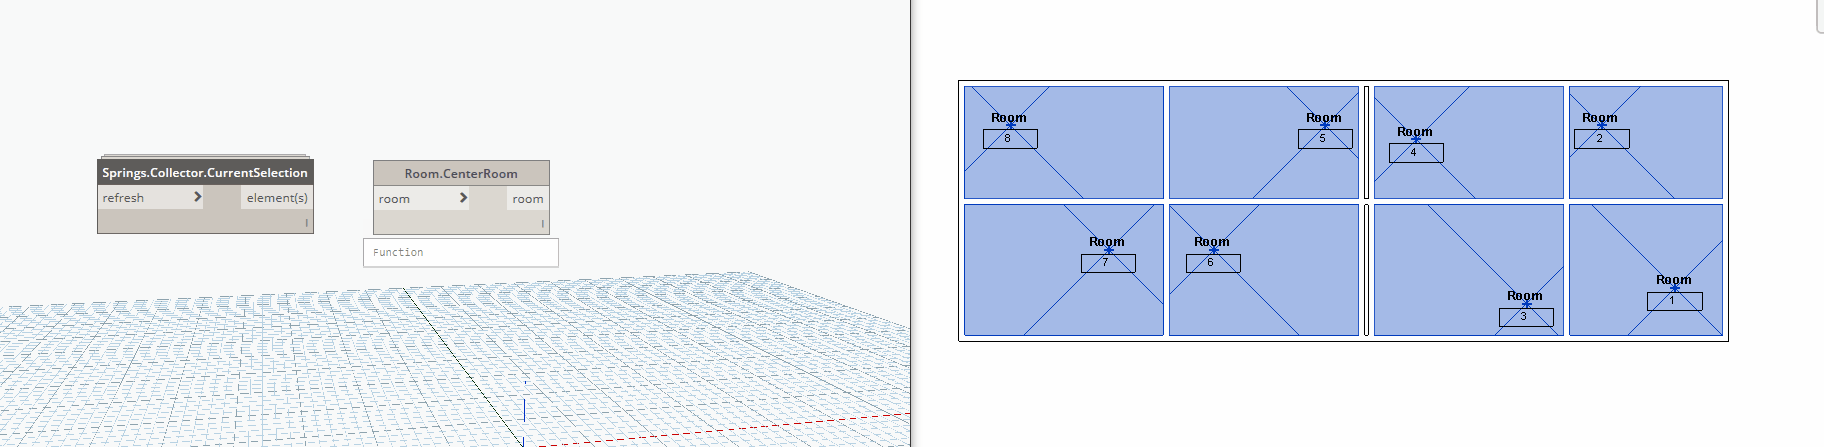 Springs.Collector.CurrentSelection
refresh > element(s)
Room.CenterRoom
room > room
Function
Room
8
Room
5
Room
4
Room
2
Room
7
Room
6
Room
3
Room
1